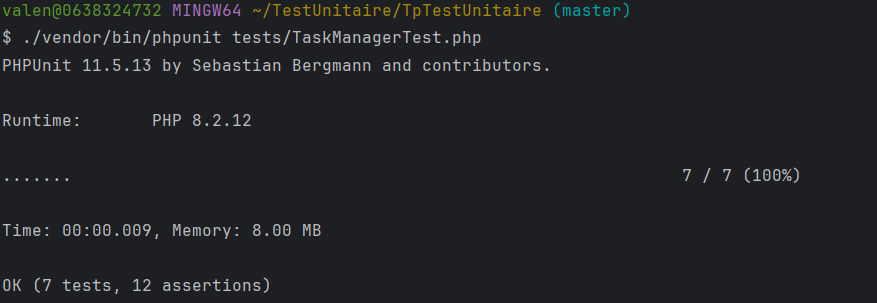 valen@0638324732 MINGW64 ~/TestUnitaire/TpTestUnitaire (master)
$ ./vendor/bin/phpunit tests/TaskManagerTest.php
PHPUnit 11.5.13 by Sebastian Bergmann and contributors.
Runtime:       PHP 8.2.12
.......                                                             7 / 7 (100%)
Time: 00:00.009, Memory: 8.00 MB
OK (7 tests, 12 assertions)